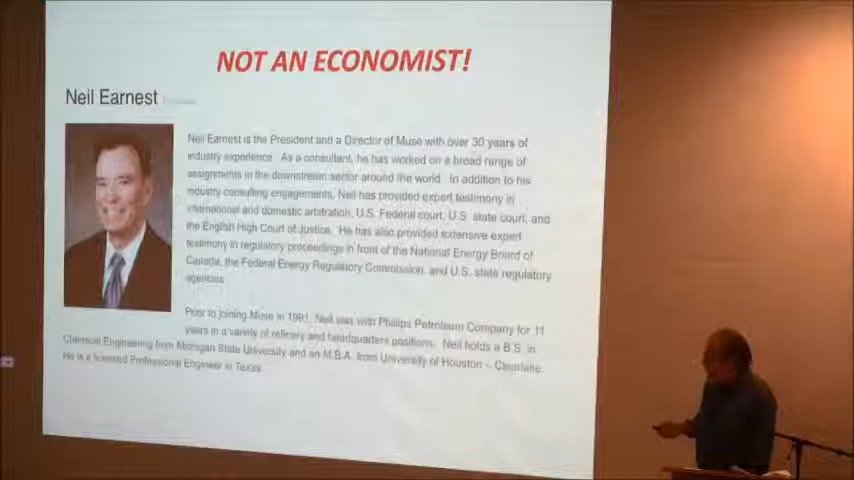 NOT AN ECONOMIST!
Neil Earnest
Neil Earnest is the President and a Director of Muse with over 30 years of
industry experience. As a consultant, he has worked on a broad range of
assignments in the downstream sector around the world. In addition to his
industry consulting engagements, Neil has provided expert testimony in
international and domestic arbitration, U.S. Federal court, U.S. state court, and
the English High Court of Justice. He has also provided extensive expert
testimony in regulatory proceedings in front of the National Energy Board of
Canada, the Federal Energy Regulatory Commission, and U.S. state regulatory
agencies.
Prior to joining Muse in 1991, Neil was with Phillips Petroleum Company for 11
years in a variety of refinery and headquarters positions. Neil holds a B.S. in
Chemical Engineering from Michigan State University and an M.B.A. from University of Houston – Clearlake.
He is a licensed Professional Engineer in Texas.